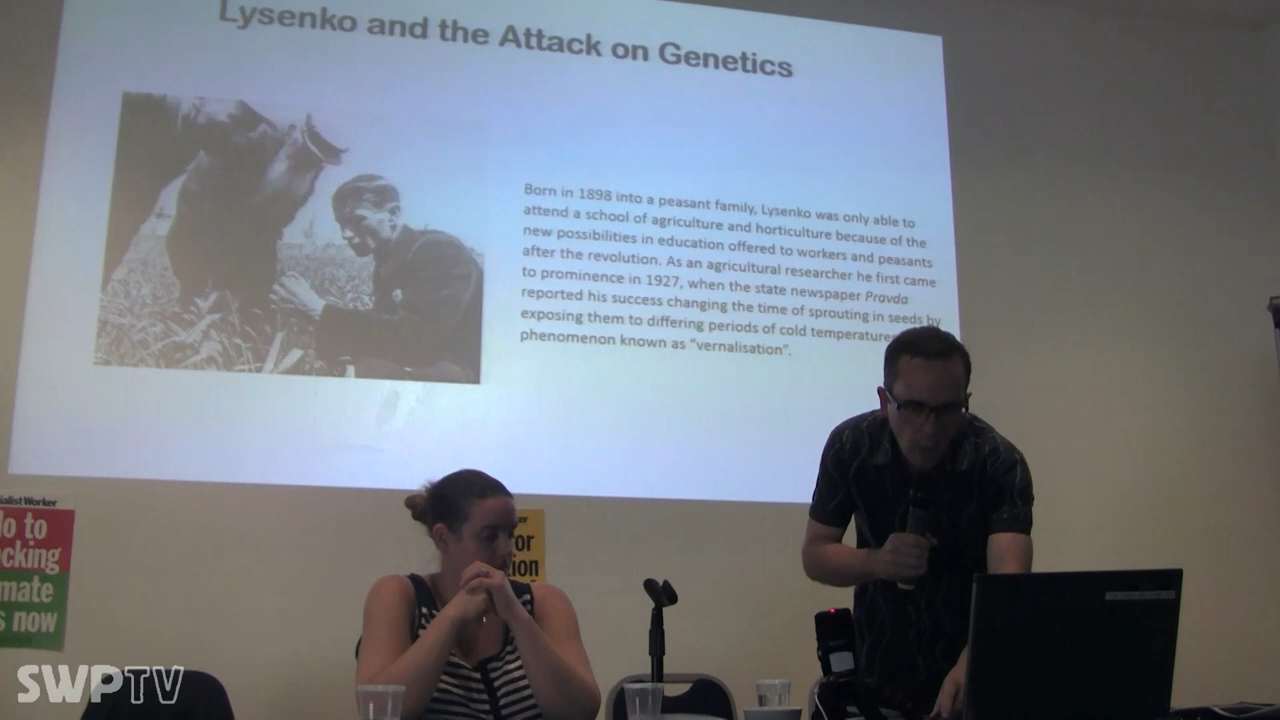 Lysenko and the Attack on Genetics
Born in 1898 into a peasant family, Lysenko was only able to
attend a school of agriculture and horticulture because of the
new possibilities in education offered to workers and peasants
after the revolution. As an agricultural researcher he first came
to prominence in 1927, when the state newspaper Pravda
reported his success changing the time of sprouting in seeds by
exposing them to differing periods of cold temperatures
phenomenon known as “vernalisation”.
ialistWorker
lo to
cking
mate
s now
or
ion
SWPTV